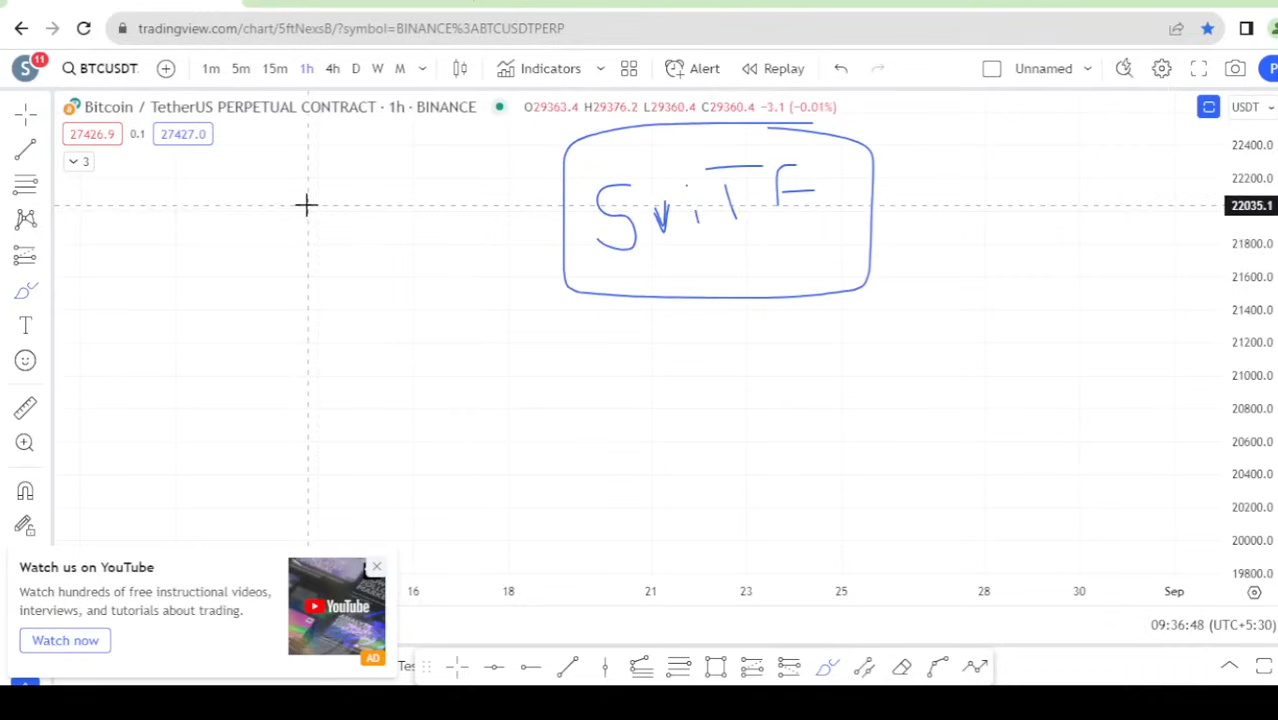 tradingview.com/chart/5ftNexsB/?symbol=BINANCE%3ABTCUSDTPERP
S 11 BTCUSDT. 1m 5m 15m 1h 4h D W M Indicators Alert Replay Unnamed P
Bitcoin / TetherUS PERPETUAL CONTRACT · 1h · BINANCE O29363.4 H29376.2 L29360.4 C29360.4 −3.1 (−0.01%) USDT
27426.9 0.1 27427.0
3
22400.0
22200.0
22035.1
21800.0
21600.0
21400.0
21200.0
21000.0
20800.0
20600.0
20400.0
20200.0
20000.0
19800.0
T
Watch us on YouTube
Watch hundreds of free instructional videos,
interviews, and tutorials about trading.
Watch now
YouTube
AD
16 18 21 23 25 28 30 Sep
09:36:48 (UTC+5:30)
Tes